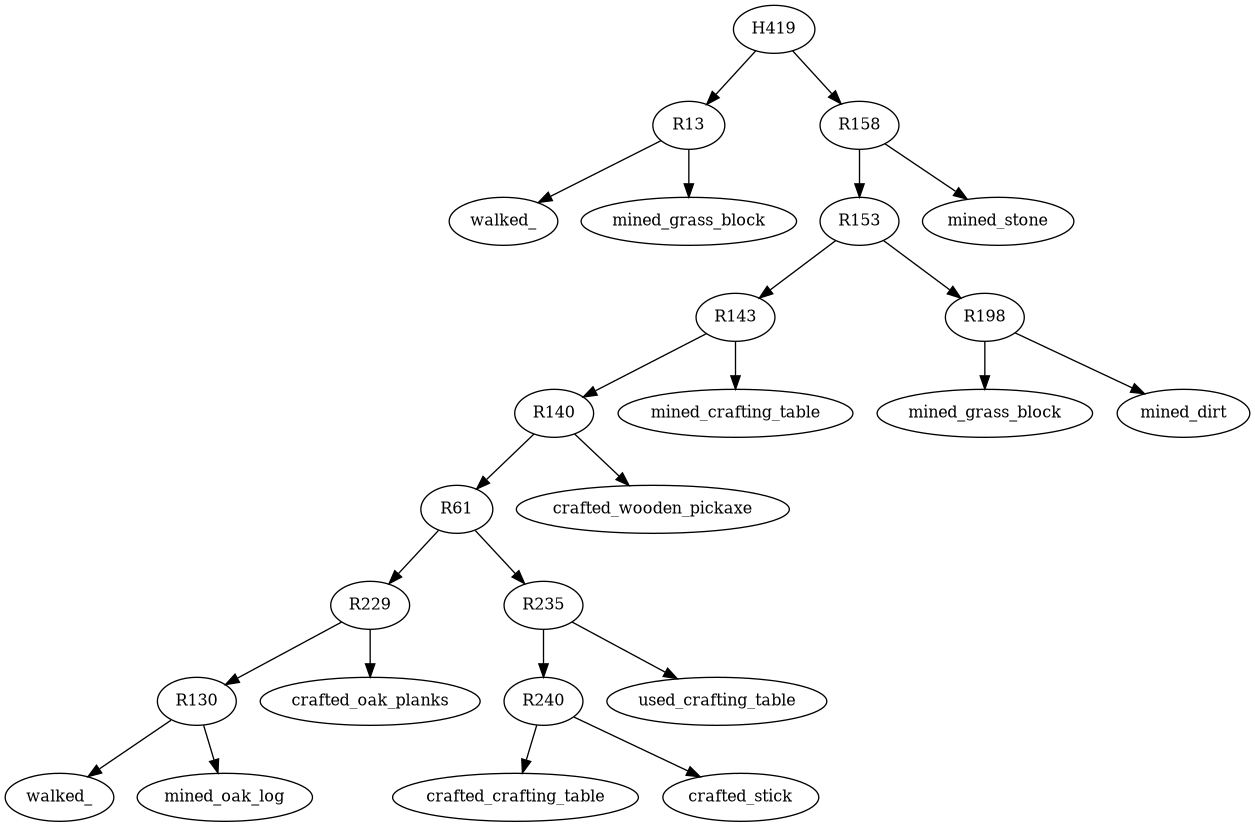 H419
R13
R158
walked_
mined_grass_block
R153
mined_stone
R143
R198
R140
mined_crafting_table
mined_grass_block
mined_dirt
R61
crafted_wooden_pickaxe
R229
R235
R130
crafted_oak_planks
R240
used_crafting_table
walked_
mined_oak_log
crafted_crafting_table
crafted_stick